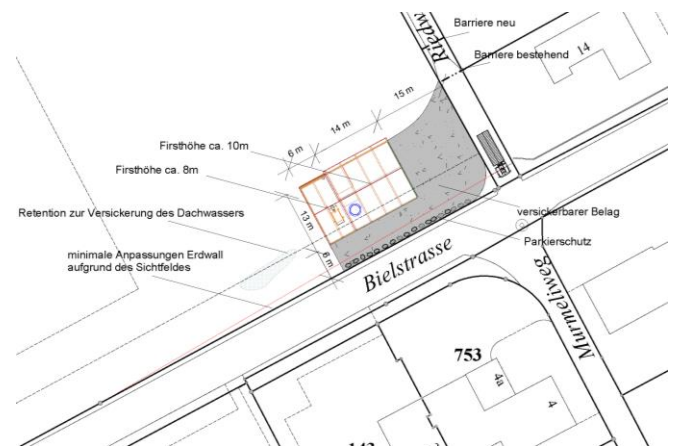 Barriere neu
Riedw
Barriere bestehend
14
15 m
14 m
6 m
Firsthöhe ca. 10m
Firsthöhe ca. 8m
Retention zur Versickerung des Dachwassers
13 m
versickerbarer Belag
Parkierschutz
minimale Anpassungen Erdwall
aufgrund des Sichtfeldes
6 m
Bielstrasse
Murmeliweg
753
4a
4